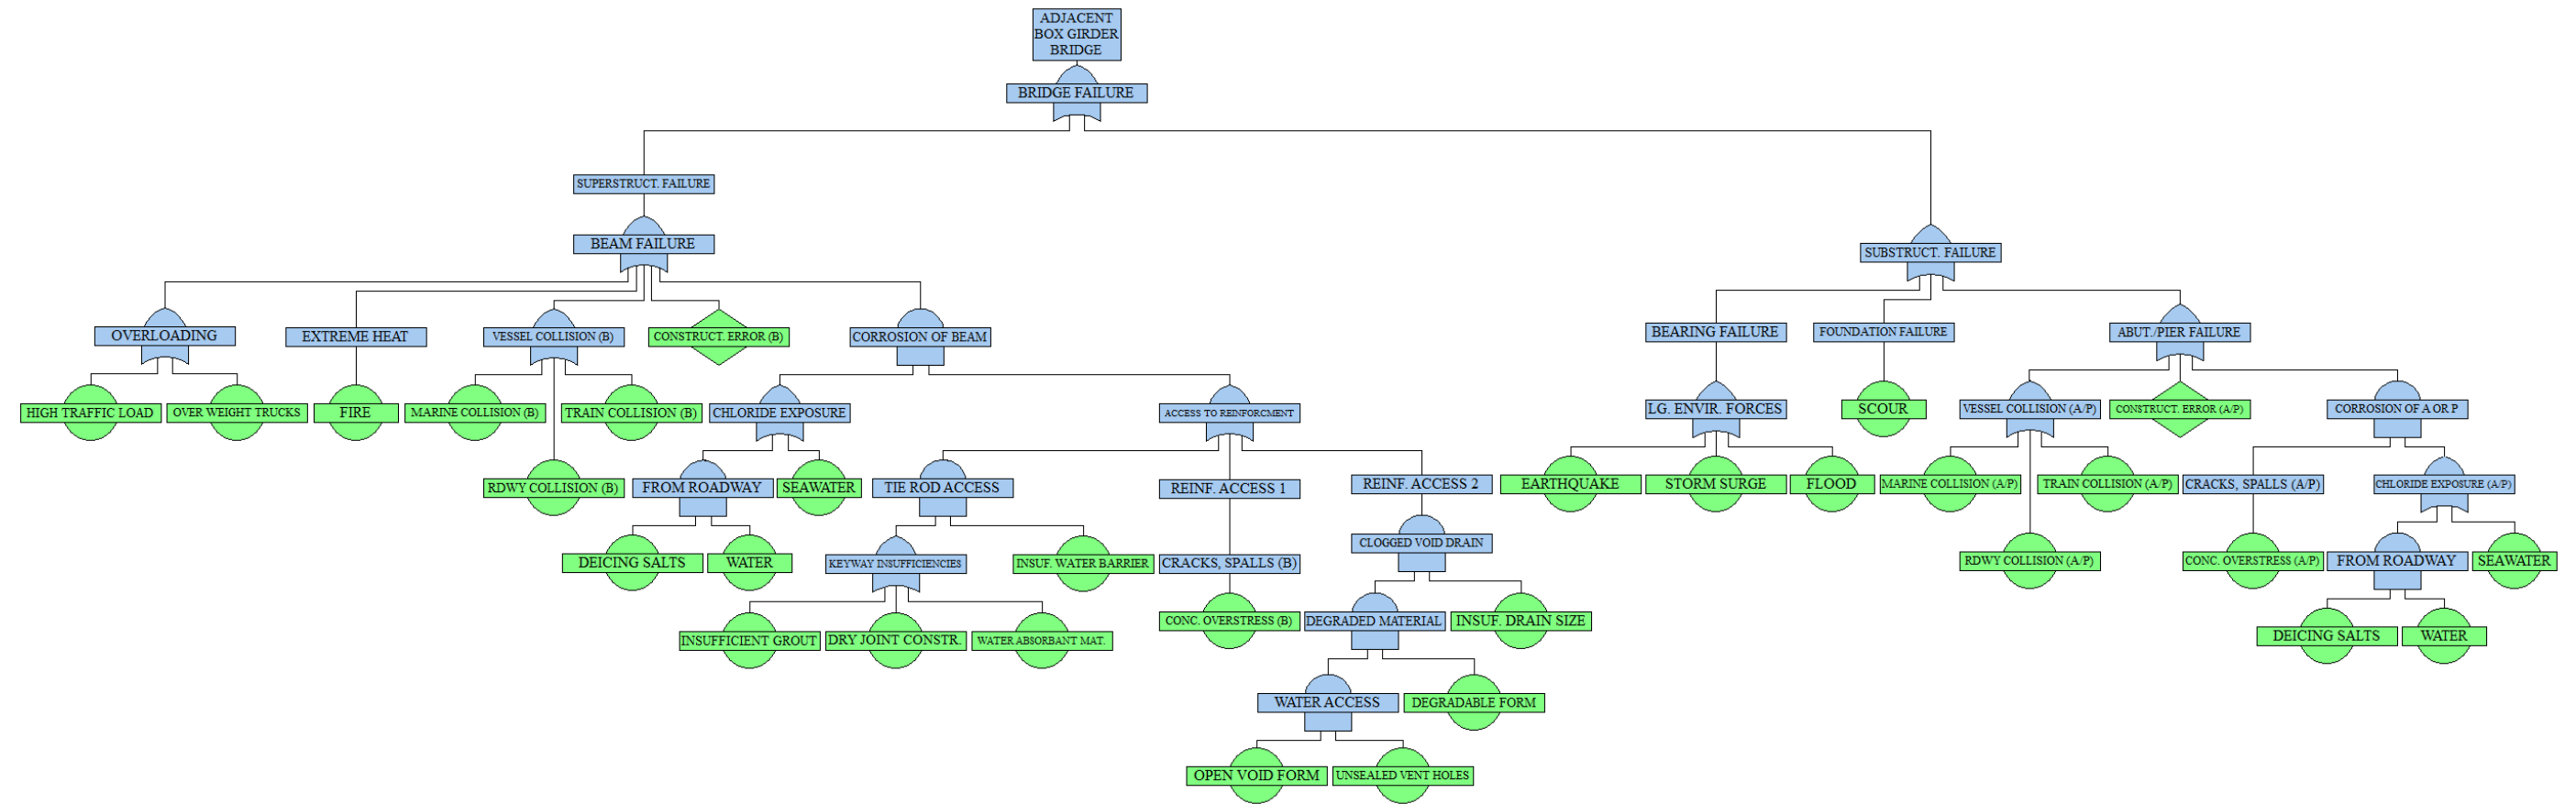 ADJACENT
BOX GIRDER
BRIDGE
BRIDGE FAILURE
SUPERSTRUCT. FAILURE
BEAM FAILURE
SUBSTRUCT. FAILURE
OVERLOADING
EXTREME HEAT
VESSEL COLLISION (B)
CONSTRUCT. ERROR (B)
CORROSION OF BEAM
BEARING FAILURE
FOUNDATION FAILURE
ABUT./PIER FAILURE
HIGH TRAFFIC LOAD
OVER WEIGHT TRUCKS
FIRE
MARINE COLLISION (B)
TRAIN COLLISION (B)
CHLORIDE EXPOSURE
ACCESS TO REINFORCMENT
LG. ENVIR. FORCES
SCOUR
VESSEL COLLISION (A/P)
CONSTRUCT. ERROR (A/P)
CORROSION OF A OR P
RDWY COLLISION (B)
FROM ROADWAY
SEAWATER
TIE ROD ACCESS
REINF. ACCESS 1
REINF. ACCESS 2
EARTHQUAKE
STORM SURGE
FLOOD
MARINE COLLISION (A/P)
TRAIN COLLISION (A/P)
CRACKS, SPALLS (A/P)
CHLORIDE EXPOSURE (A/P)
DEICING SALTS
WATER
KEYWAY INSUFFICIENCIES
INSUF. WATER BARRIER
CRACKS, SPALLS (B)
CLOGGED VOID DRAIN
RDWY COLLISION (A/P)
CONC. OVERSTRESS (A/P)
FROM ROADWAY
SEAWATER
INSUFFICIENT GROUT
DRY JOINT CONSTR.
WATER ABSORBANT MAT.
CONC. OVERSTRESS (B)
DEGRADED MATERIAL
INSUF. DRAIN SIZE
DEICING SALTS
WATER
WATER ACCESS
DEGRADABLE FORM
OPEN VOID FORM
UNSEALED VENT HOLES